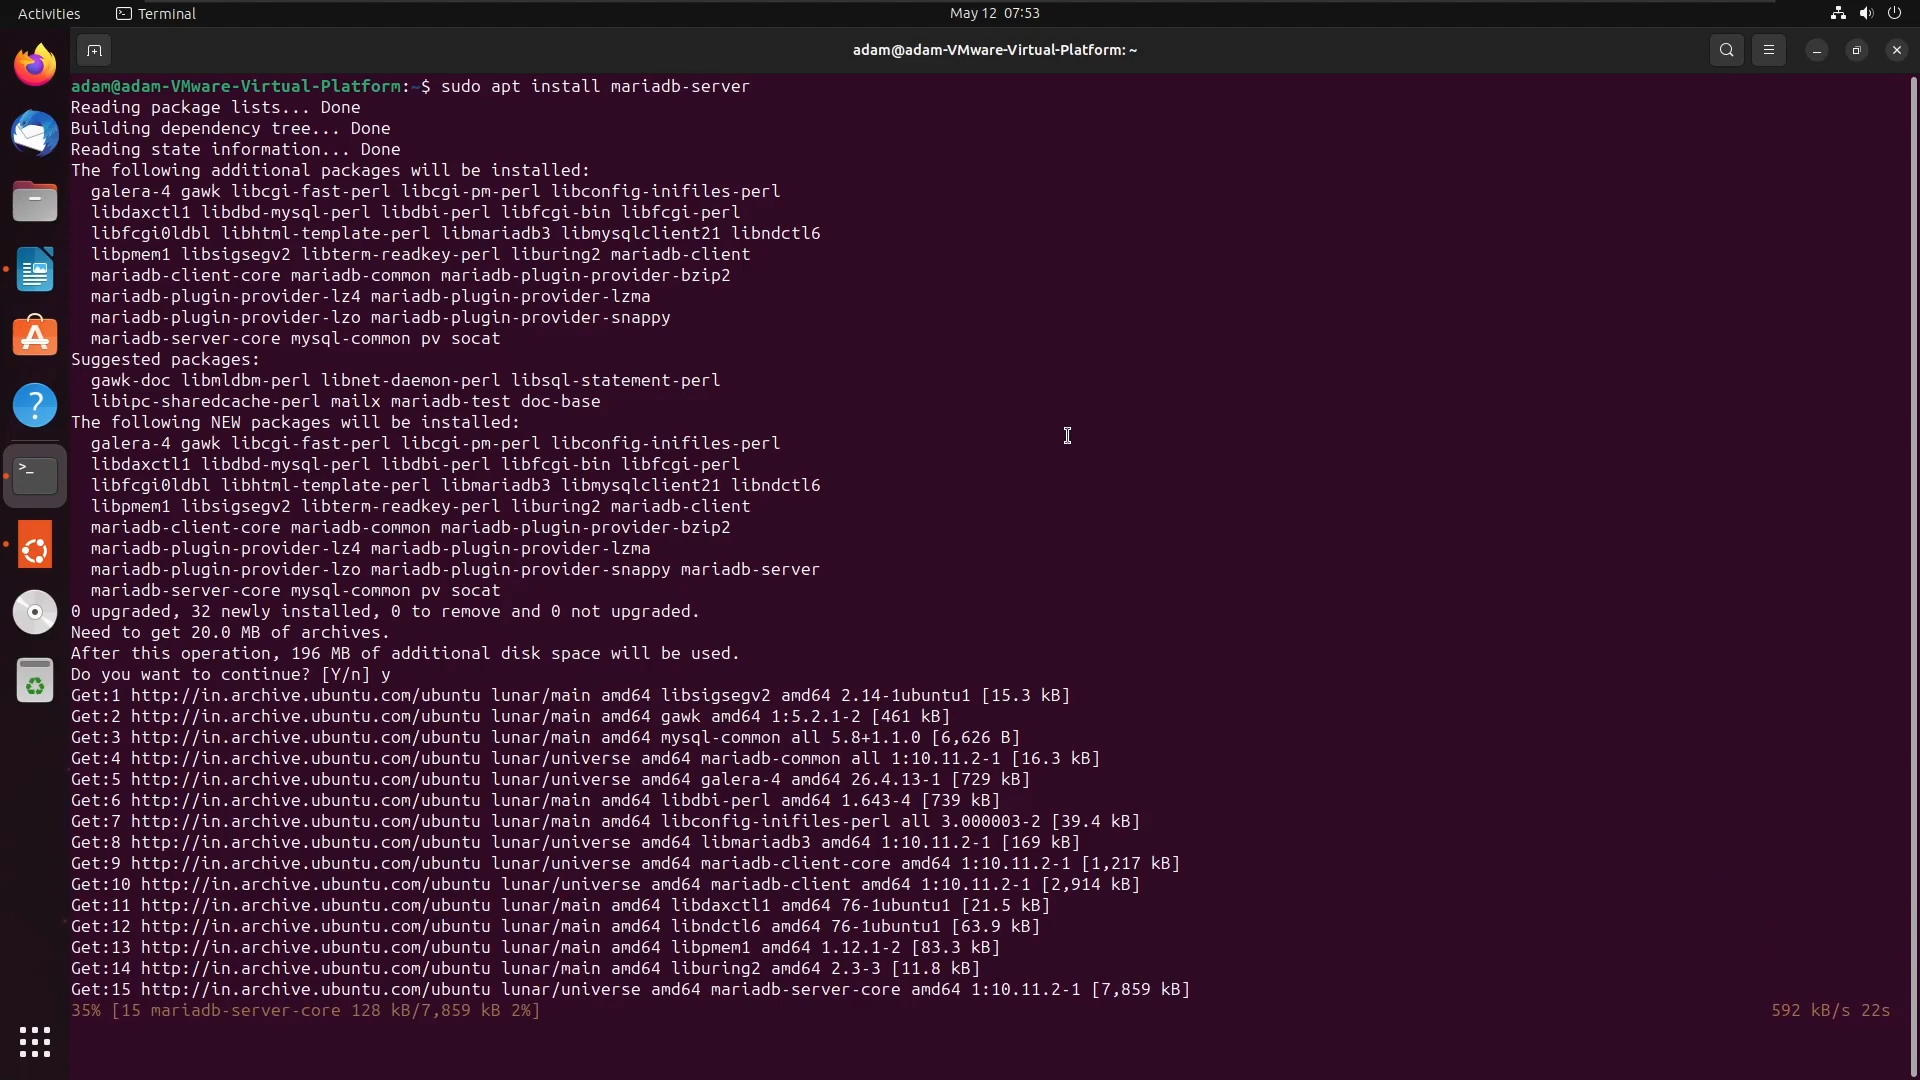 Activities
Terminal
May 12 07:53
adam@adam-VMware-Virtual-Platform: ~
adam@adam-VMware-Virtual-Platform:~$ sudo apt install mariadb-server
Reading package lists... Done
Building dependency tree... Done
Reading state information... Done
The following additional packages will be installed:
galera-4 gawk libcgi-fast-perl libcgi-pm-perl libconfig-inifiles-perl
libdaxctl1 libdbd-mysql-perl libdbi-perl libfcgi-bin libfcgi-perl
libfcgi0ldbl libhtml-template-perl libmariadb3 libmysqlclient21 libndctl6
libpmem1 libsigsegv2 libterm-readkey-perl liburing2 mariadb-client
mariadb-client-core mariadb-common mariadb-plugin-provider-bzip2
mariadb-plugin-provider-lz4 mariadb-plugin-provider-lzma
mariadb-plugin-provider-lzo mariadb-plugin-provider-snappy
mariadb-server-core mysql-common pv socat
Suggested packages:
gawk-doc libmldbm-perl libnet-daemon-perl libsql-statement-perl
libipc-sharedcache-perl mailx mariadb-test doc-base
The following NEW packages will be installed:
galera-4 gawk libcgi-fast-perl libcgi-pm-perl libconfig-inifiles-perl
libdaxctl1 libdbd-mysql-perl libdbi-perl libfcgi-bin libfcgi-perl
libfcgi0ldbl libhtml-template-perl libmariadb3 libmysqlclient21 libndctl6
libpmem1 libsigsegv2 libterm-readkey-perl liburing2 mariadb-client
mariadb-client-core mariadb-common mariadb-plugin-provider-bzip2
mariadb-plugin-provider-lz4 mariadb-plugin-provider-lzma
mariadb-plugin-provider-lzo mariadb-plugin-provider-snappy mariadb-server
mariadb-server-core mysql-common pv socat
0 upgraded, 32 newly installed, 0 to remove and 0 not upgraded.
Need to get 20.0 MB of archives.
After this operation, 196 MB of additional disk space will be used.
Do you want to continue? [Y/n] y
Get:1 http://in.archive.ubuntu.com/ubuntu lunar/main amd64 libsigsegv2 amd64 2.14-1ubuntu1 [15.3 kB]
Get:2 http://in.archive.ubuntu.com/ubuntu lunar/main amd64 gawk amd64 1:5.2.1-2 [461 kB]
Get:3 http://in.archive.ubuntu.com/ubuntu lunar/main amd64 mysql-common all 5.8+1.1.0 [6,626 B]
Get:4 http://in.archive.ubuntu.com/ubuntu lunar/universe amd64 mariadb-common all 1:10.11.2-1 [16.3 kB]
Get:5 http://in.archive.ubuntu.com/ubuntu lunar/universe amd64 galera-4 amd64 26.4.13-1 [729 kB]
Get:6 http://in.archive.ubuntu.com/ubuntu lunar/main amd64 libdbi-perl amd64 1.643-4 [739 kB]
Get:7 http://in.archive.ubuntu.com/ubuntu lunar/main amd64 libconfig-inifiles-perl all 3.000003-2 [39.4 kB]
Get:8 http://in.archive.ubuntu.com/ubuntu lunar/universe amd64 libmariadb3 amd64 1:10.11.2-1 [169 kB]
Get:9 http://in.archive.ubuntu.com/ubuntu lunar/universe amd64 mariadb-client-core amd64 1:10.11.2-1 [1,217 kB]
Get:10 http://in.archive.ubuntu.com/ubuntu lunar/universe amd64 mariadb-client amd64 1:10.11.2-1 [2,914 kB]
Get:11 http://in.archive.ubuntu.com/ubuntu lunar/main amd64 libdaxctl1 amd64 76-1ubuntu1 [21.5 kB]
Get:12 http://in.archive.ubuntu.com/ubuntu lunar/main amd64 libndctl6 amd64 76-1ubuntu1 [63.9 kB]
Get:13 http://in.archive.ubuntu.com/ubuntu lunar/main amd64 libpmem1 amd64 1.12.1-2 [83.3 kB]
Get:14 http://in.archive.ubuntu.com/ubuntu lunar/main amd64 liburing2 amd64 2.3-3 [11.8 kB]
Get:15 http://in.archive.ubuntu.com/ubuntu lunar/universe amd64 mariadb-server-core amd64 1:10.11.2-1 [7,859 kB]
35% [15 mariadb-server-core 128 kB/7,859 kB 2%] 592 kB/s 22s